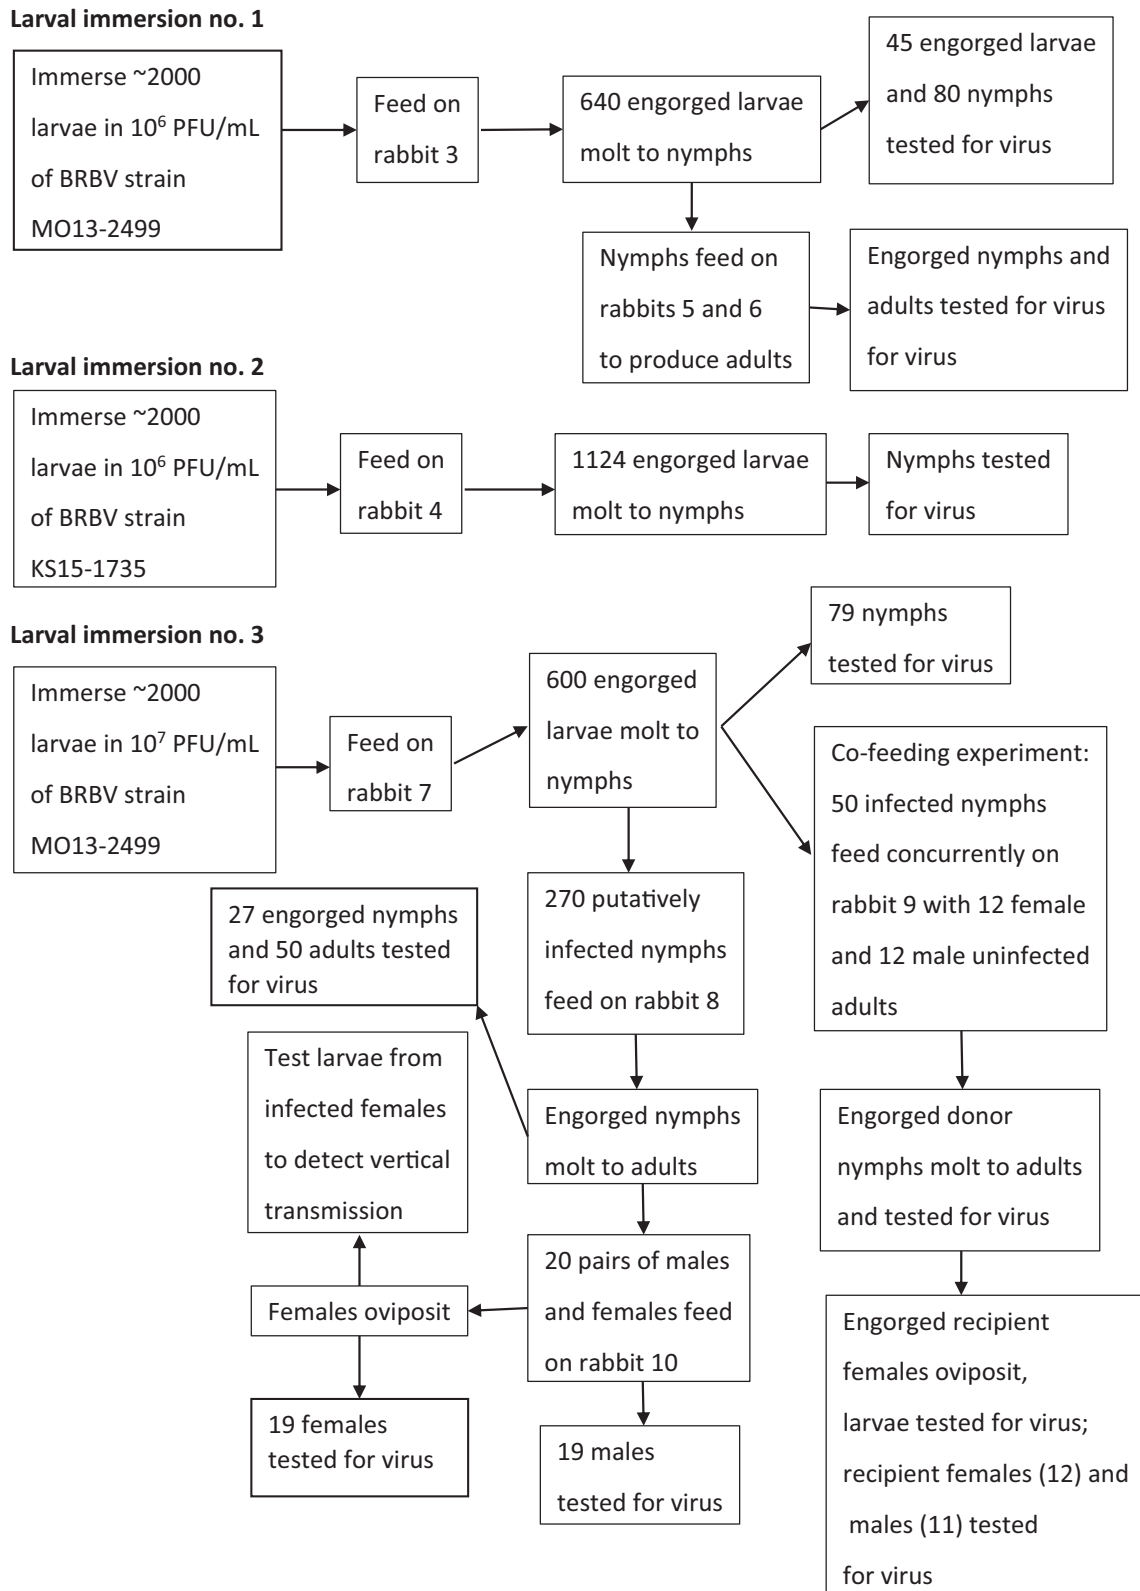 Larval immersion no. 1
Immerse ~2000
larvae in 10⁶ PFU/mL
of BRBV strain
MO13-2499
Feed on
rabbit 3
640 engorged larvae
molt to nymphs
45 engorged larvae
and 80 nymphs
tested for virus
Nymphs feed on
rabbits 5 and 6
to produce adults
Engorged nymphs and
adults tested for virus
for virus
Larval immersion no. 2
Immerse ~2000
larvae in 10⁶ PFU/mL
of BRBV strain
KS15-1735
Feed on
rabbit 4
1124 engorged larvae
molt to nymphs
Nymphs tested
for virus
Larval immersion no. 3
Immerse ~2000
larvae in 10⁷ PFU/mL
of BRBV strain
MO13-2499
Feed on
rabbit 7
600 engorged
larvae molt to
nymphs
79 nymphs
tested for virus
Co-feeding experiment:
50 infected nymphs
feed concurrently on
rabbit 9 with 12 female
and 12 male uninfected
adults
270 putatively
infected nymphs
feed on rabbit 8
27 engorged nymphs
and 50 adults tested
for virus
Test larvae from
infected females
to detect vertical
transmission
Engorged nymphs
molt to adults
Engorged donor
nymphs molt to adults
and tested for virus
20 pairs of males
and females feed
on rabbit 10
Females oviposit
19 females
tested for virus
19 males
tested for virus
Engorged recipient
females oviposit,
larvae tested for virus;
recipient females (12) and
males (11) tested
for virus